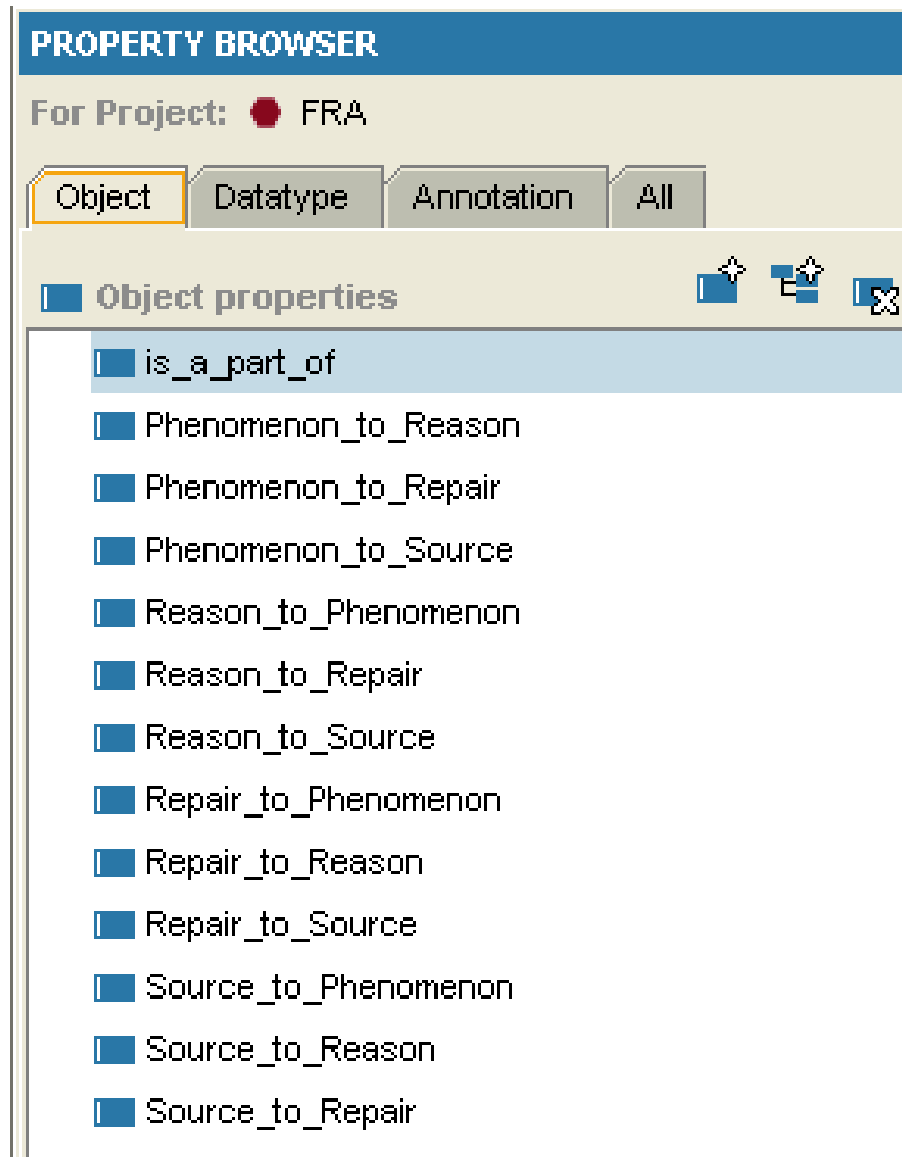 PROPERTY BROWSER
For Project: FRA
Object Datatype Annotation All
Object properties
is_a_part_of
Phenomenon_to_Reason
Phenomenon_to_Repair
Phenomenon_to_Source
Reason_to_Phenomenon
Reason_to_Repair
Reason_to_Source
Repair_to_Phenomenon
Repair_to_Reason
Repair_to_Source
Source_to_Phenomenon
Source_to_Reason
Source_to_Repair